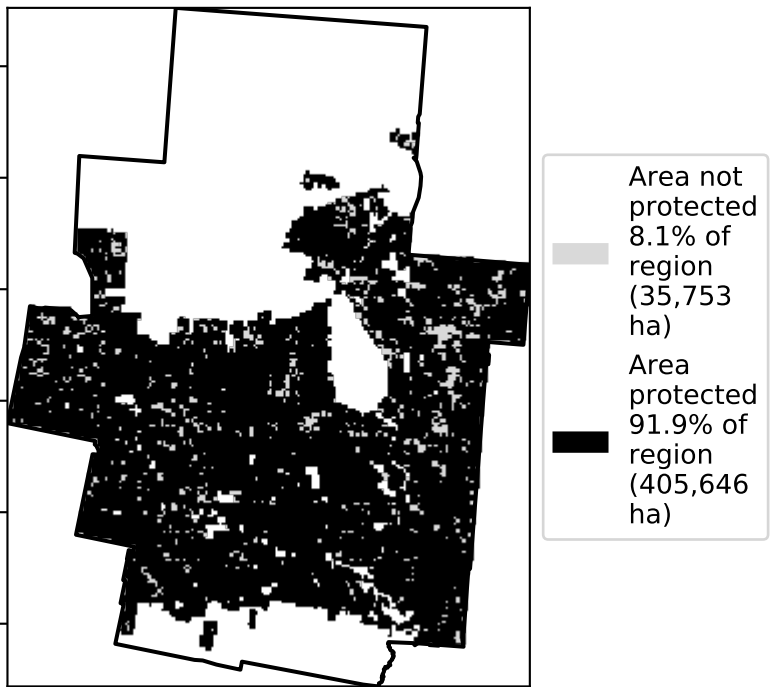 Area not
protected
8.1% of
region
(35,753
ha)
Area
protected
91.9% of
region
(405,646
ha)